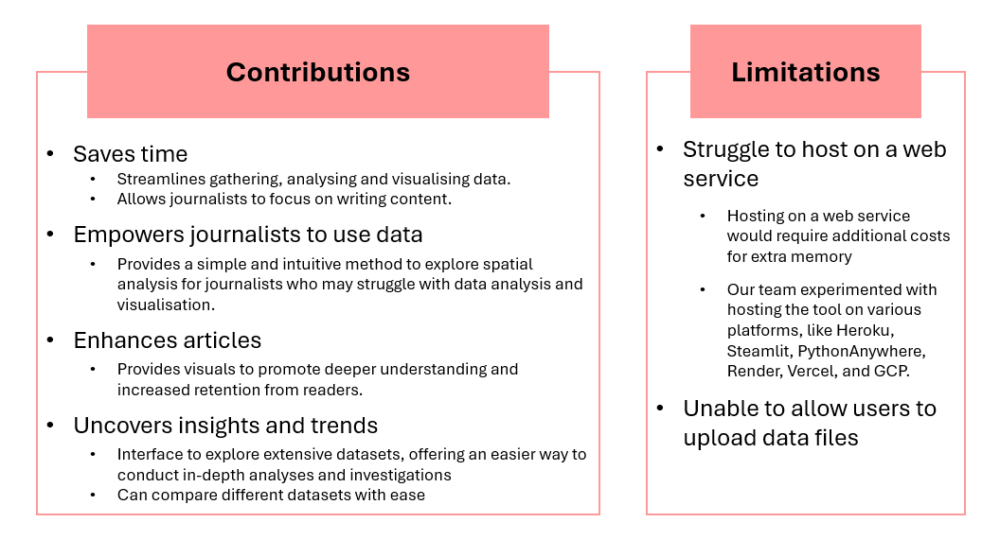 Contributions
• Saves time
• Streamlines gathering, analysing and visualising data.
• Allows journalists to focus on writing content.
• Empowers journalists to use data
• Provides a simple and intuitive method to explore spatial
analysis for journalists who may struggle with data analysis and
visualisation.
• Enhances articles
• Provides visuals to promote deeper understanding and
increased retention from readers.
• Uncovers insights and trends
• Interface to explore extensive datasets, offering an easier way to
conduct in-depth analyses and investigations
• Can compare different datasets with ease
Limitations
• Struggle to host on a web
service
• Hosting on a web service
would require additional costs
for extra memory
• Our team experimented with
hosting the tool on various
platforms, like Heroku,
Steamlit, PythonAnywhere,
Render, Vercel, and GCP.
• Unable to allow users to
upload data files